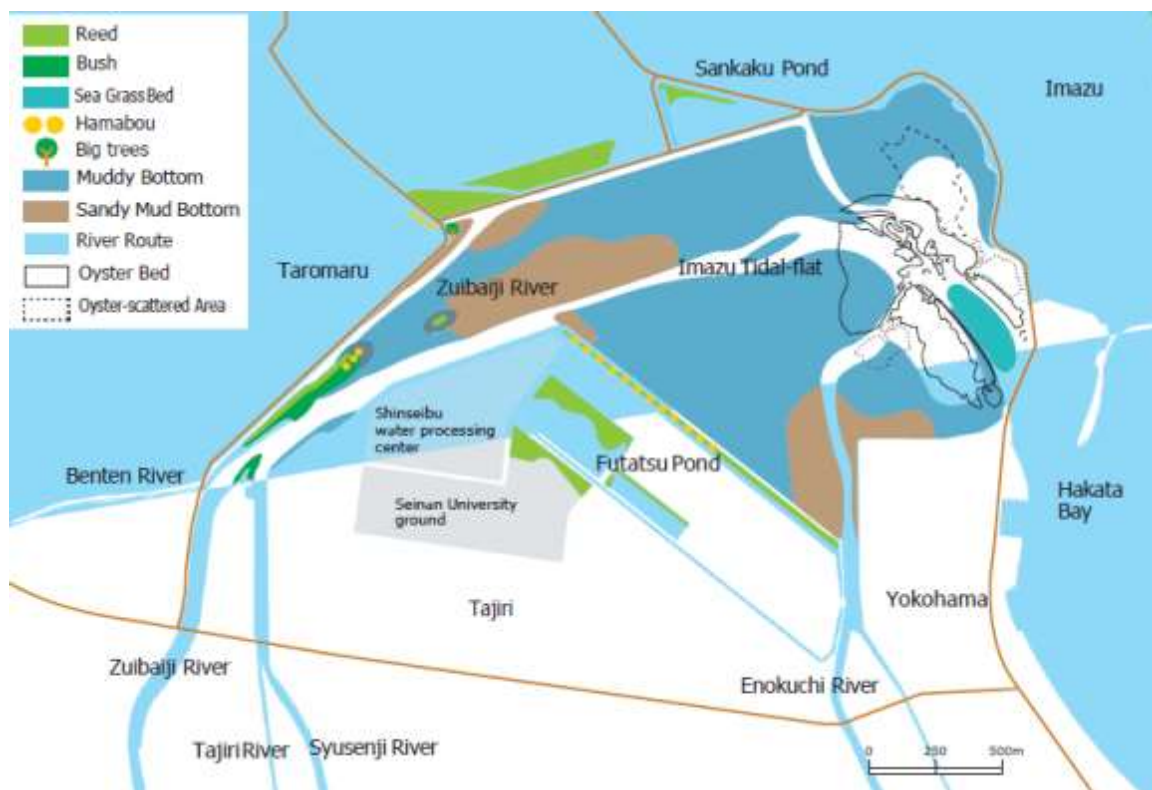 Reed
Bush
Sea Grass Bed
Hamabou
Big trees
Muddy Bottom
Sandy Mud Bottom
River Route
Oyster Bed
Oyster-scattered Area
Sankaku Pond
Imazu
Taromaru
Zuibaiji River
Imazu Tidal-flat
Shinseibu
water processing
center
Benten River
Futatsu Pond
Seinan University
ground
Hakata
Bay
Tajiri
Yokohama
Zuibaiji River
Enokuchi River
Tajiri River
Syusenji River
0 250 500m